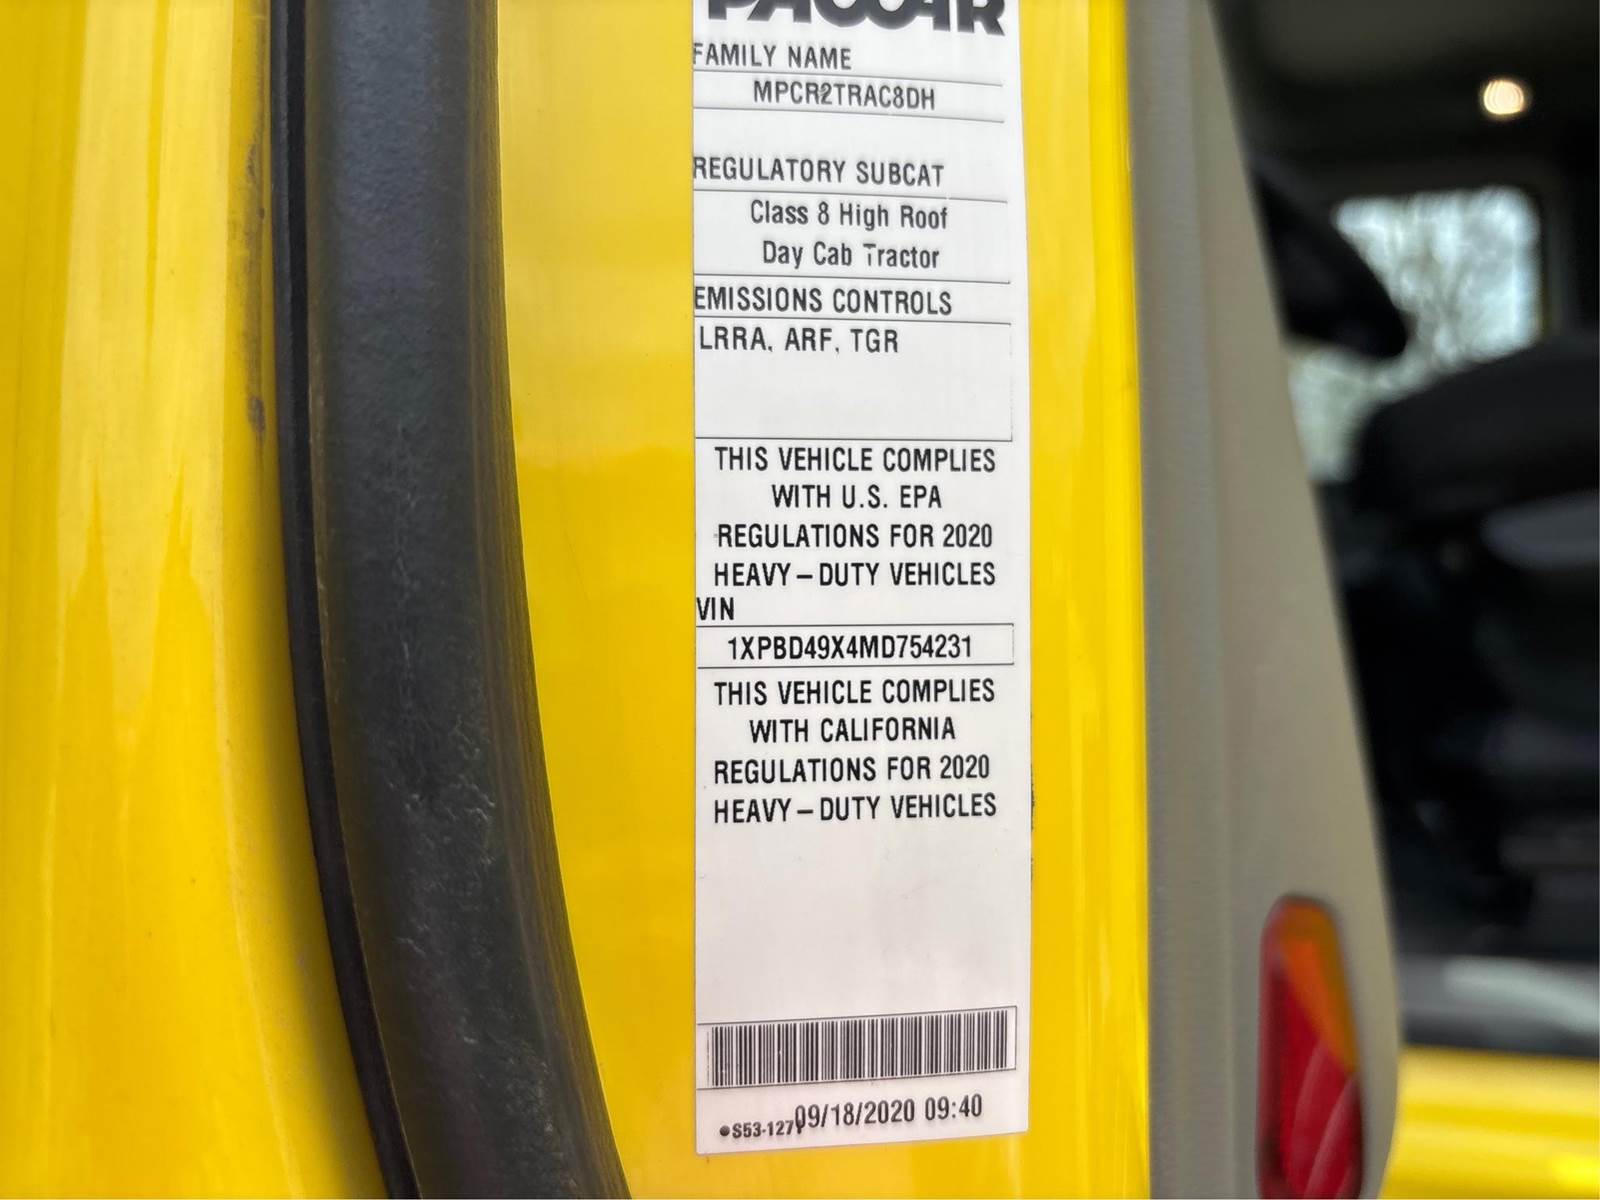 PACCAR
FAMILY NAME
MPCR2TRAC8DH
REGULATORY SUBCAT
Class 8 High Roof
Day Cab Tractor
EMISSIONS CONTROLS
LRRA, ARF, TGR
THIS VEHICLE COMPLIES
WITH U.S. EPA
REGULATIONS FOR 2020
HEAVY–DUTY VEHICLES
VIN
1XPBD49X4MD754231
THIS VEHICLE COMPLIES
WITH CALIFORNIA
REGULATIONS FOR 2020
HEAVY–DUTY VEHICLES
09/18/2020 09:40